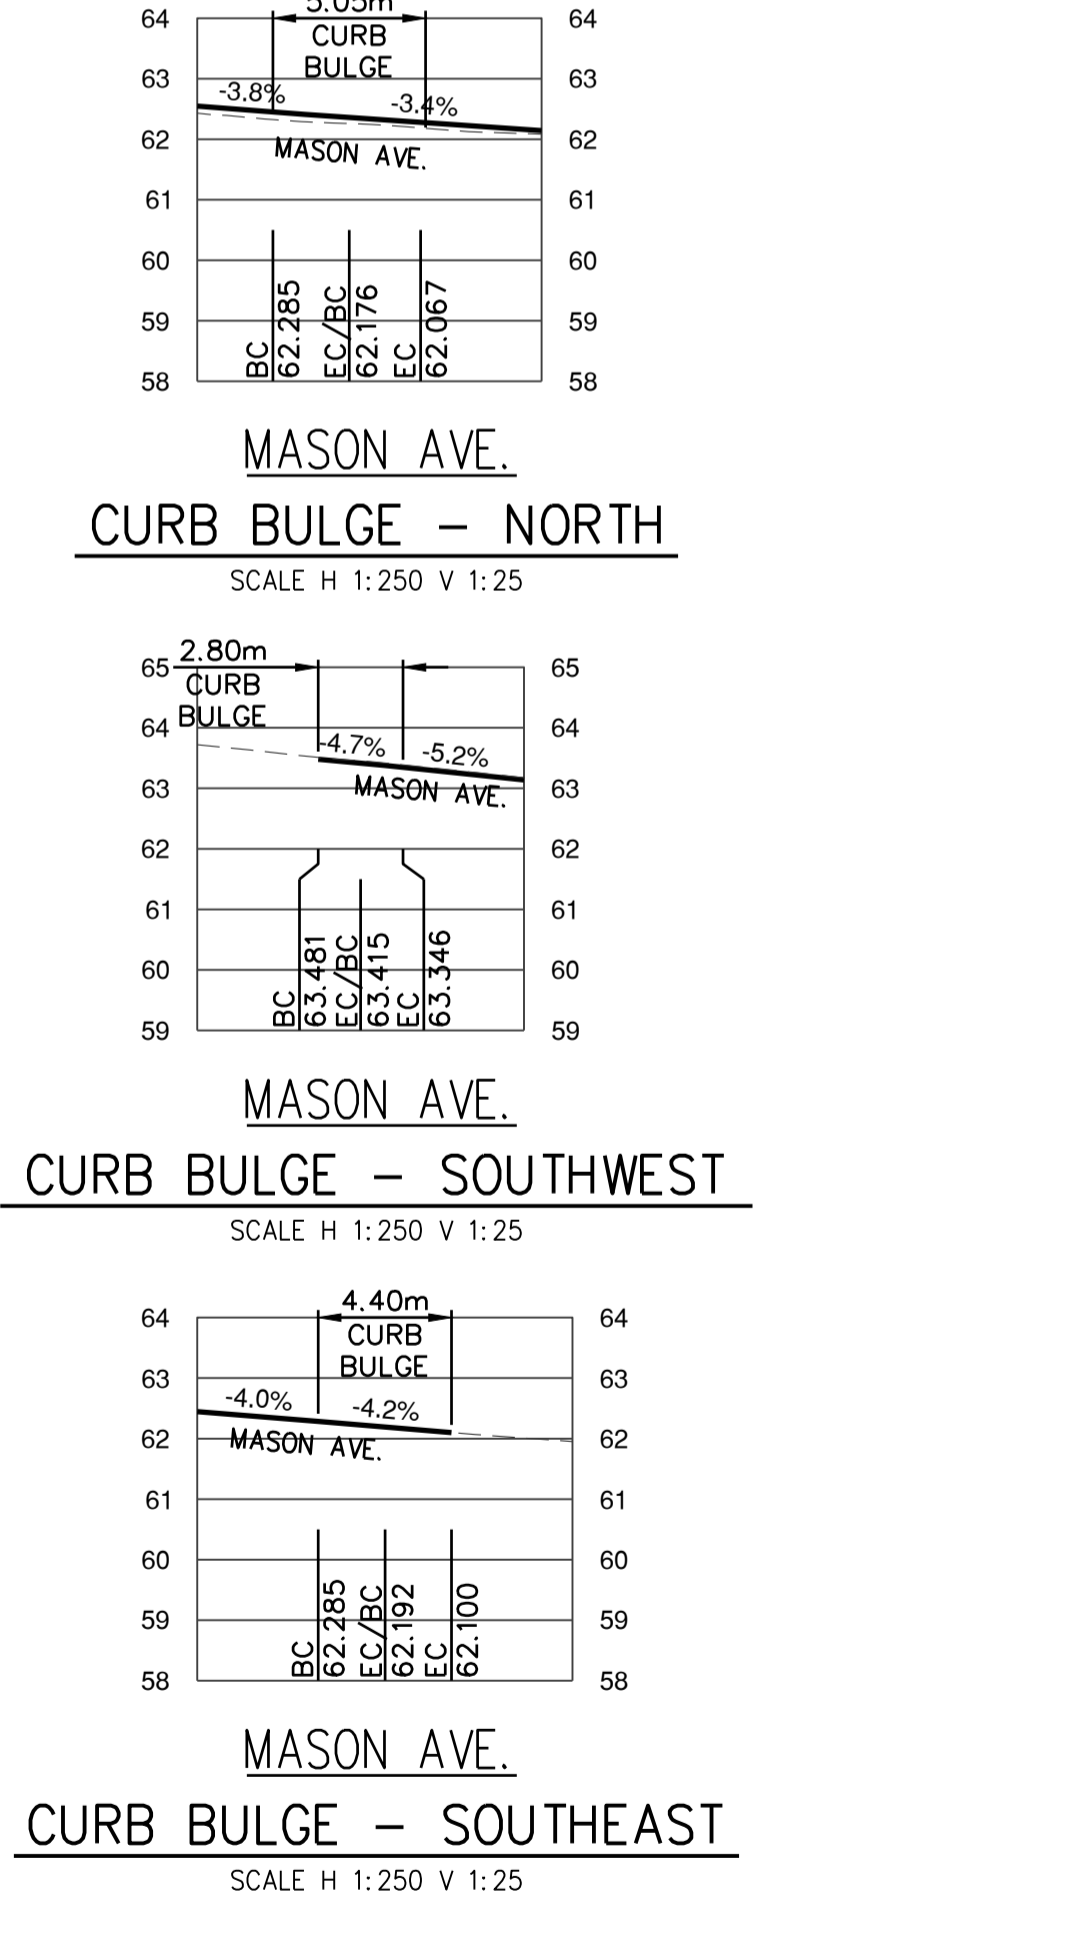 5.05m
64 64
CURB
BULGE
63 63
-3.8% -3.4%
62 62
MASON AVE.
61 61
60 60
59 59
BC 62.285 EC/BC 62.176 EC 62.067
58 58
MASON AVE.
CURB BULGE – NORTH
SCALE H 1:250 V 1:25
2.80m
65 65
CURB
BULGE
64 64
-4.7% -5.2%
63 63
MASON AVE.
62 62
61 61
60 60
BC 63.481 EC/BC 63.415 EC 63.346
59 59
MASON AVE.
CURB BULGE – SOUTHWEST
SCALE H 1:250 V 1:25
4.40m
64 64
CURB
BULGE
63 63
-4.0% -4.2%
62 62
MASON AVE.
61 61
60 60
59 59
BC 62.285 EC/BC 62.192 EC 62.100
58 58
MASON AVE.
CURB BULGE – SOUTHEAST
SCALE H 1:250 V 1:25